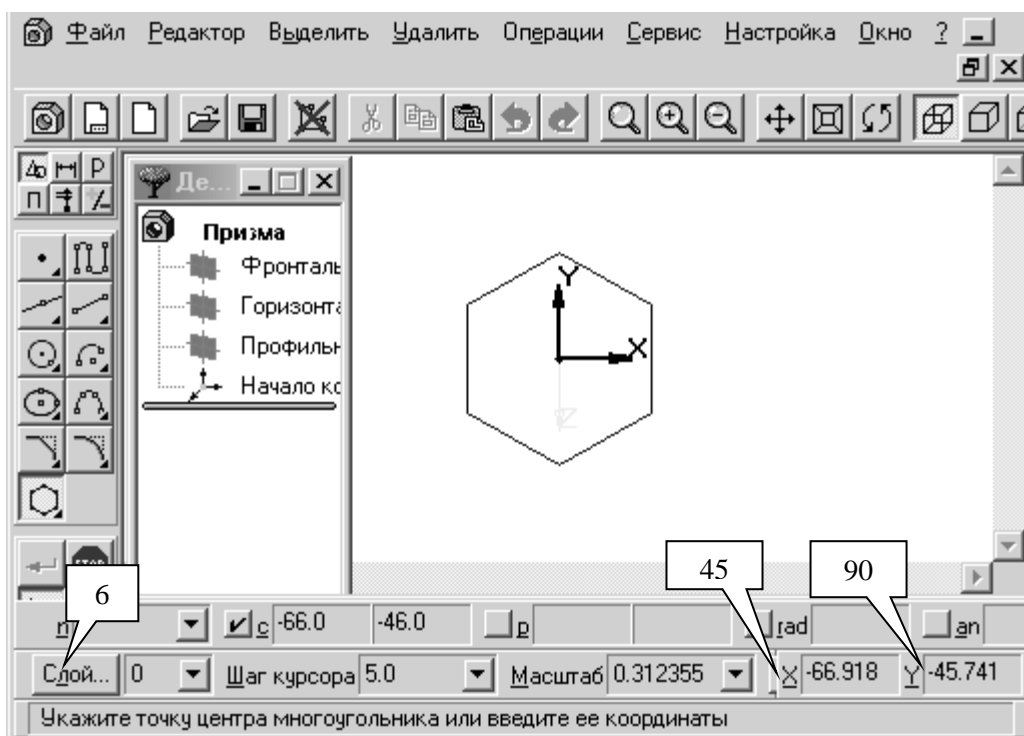 Файл Редактор Выделить Удалить Операции Сервис Настройка Окно ?
Р
П
Де...
Призма
Фронталь
Горизонта
Профильн
Начало ко
Y
X
Z
STOP
6
45
90
n
с -66.0 -46.0 р rad an
Слой... 0 Шаг курсора 5.0 Масштаб 0.312355 X -66.918 Y -45.741
Укажите точку центра многоугольника или введите ее координаты